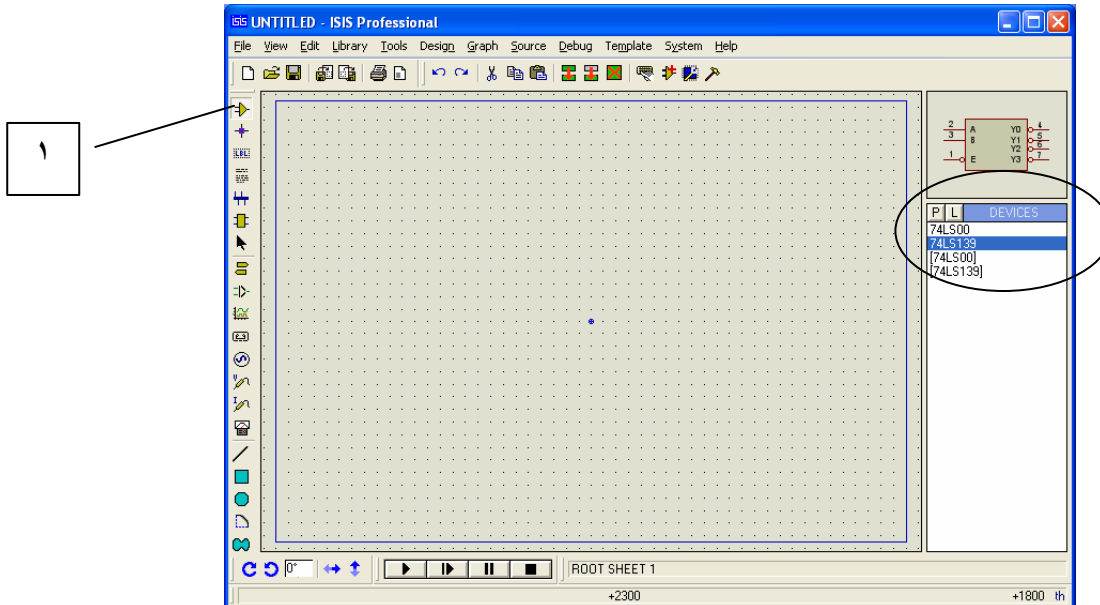 ISIS UNTITLED - ISIS Professional
File View Edit Library Tools Design Graph Source Debug Template System Help
١
LBL
2 A Y0 4
3 B Y1 5
Y2 6
1 E Y3 7
P L DEVICES
74LS00
74LS139
[74LS00]
[74LS139]
0°
ROOT SHEET 1
+2300 +1800 th